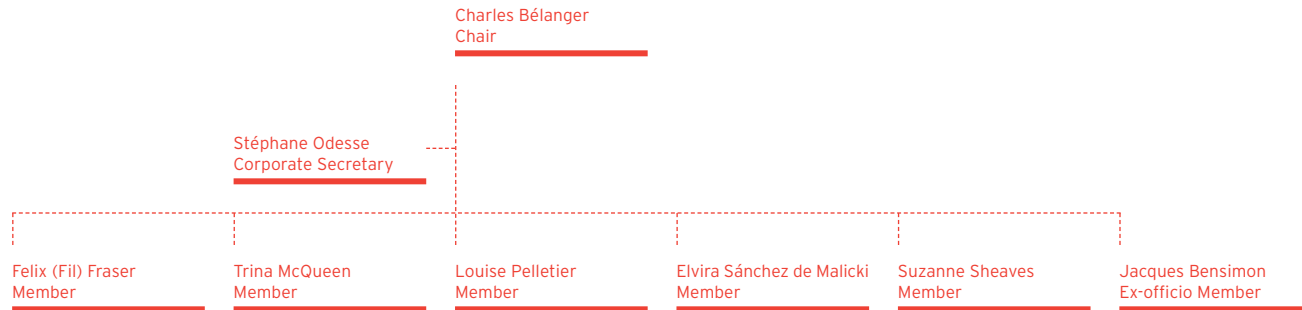 Charles Bélanger
Chair
Stéphane Odesse
Corporate Secretary
Felix (Fil) Fraser
Member
Trina McQueen
Member
Louise Pelletier
Member
Elvira Sánchez de Malicki
Member
Suzanne Sheaves
Member
Jacques Bensimon
Ex-officio Member